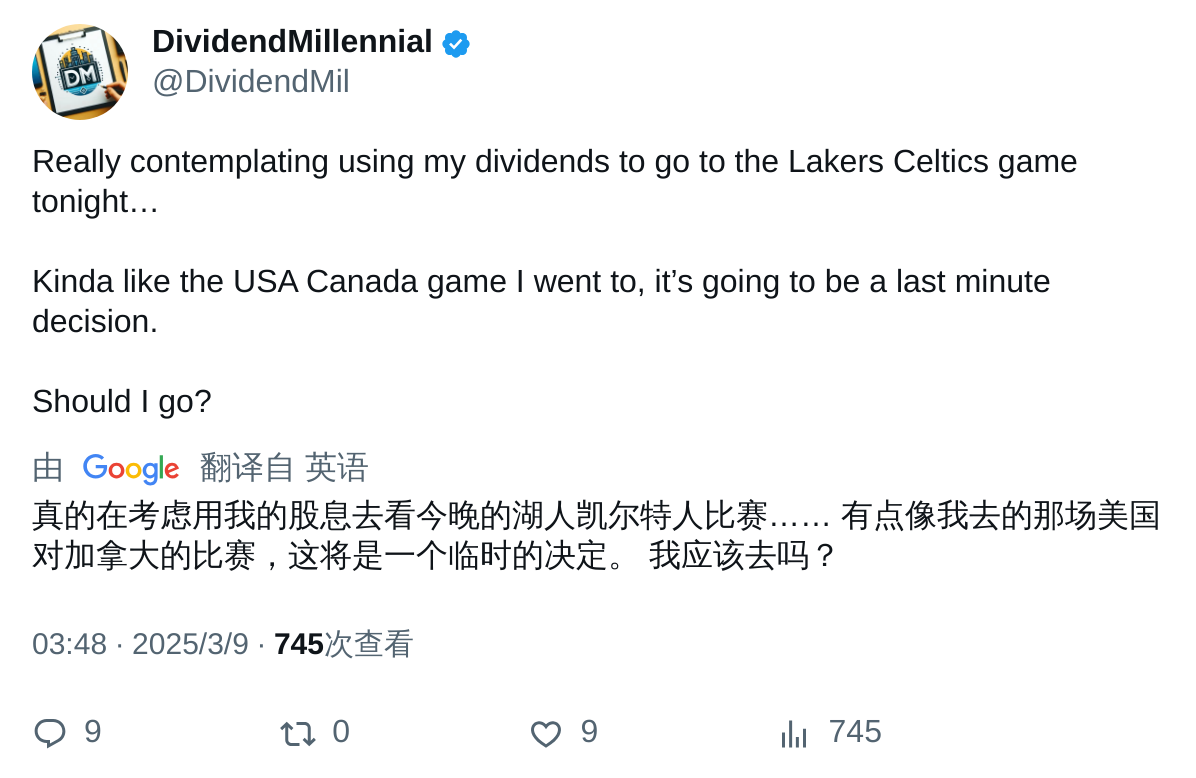 DM
DividendMillennial
@DividendMil
Really contemplating using my dividends to go to the Lakers Celtics game
tonight…
Kinda like the USA Canada game I went to, it’s going to be a last minute
decision.
Should I go?
由 Google 翻译自 英语
真的在考虑用我的股息去看今晚的湖人凯尔特人比赛…… 有点像我去的那场美国
对加拿大的比赛，这将是一个临时的决定。 我应该去吗？
03:48 · 2025/3/9 · 745次查看
9 0 9 745